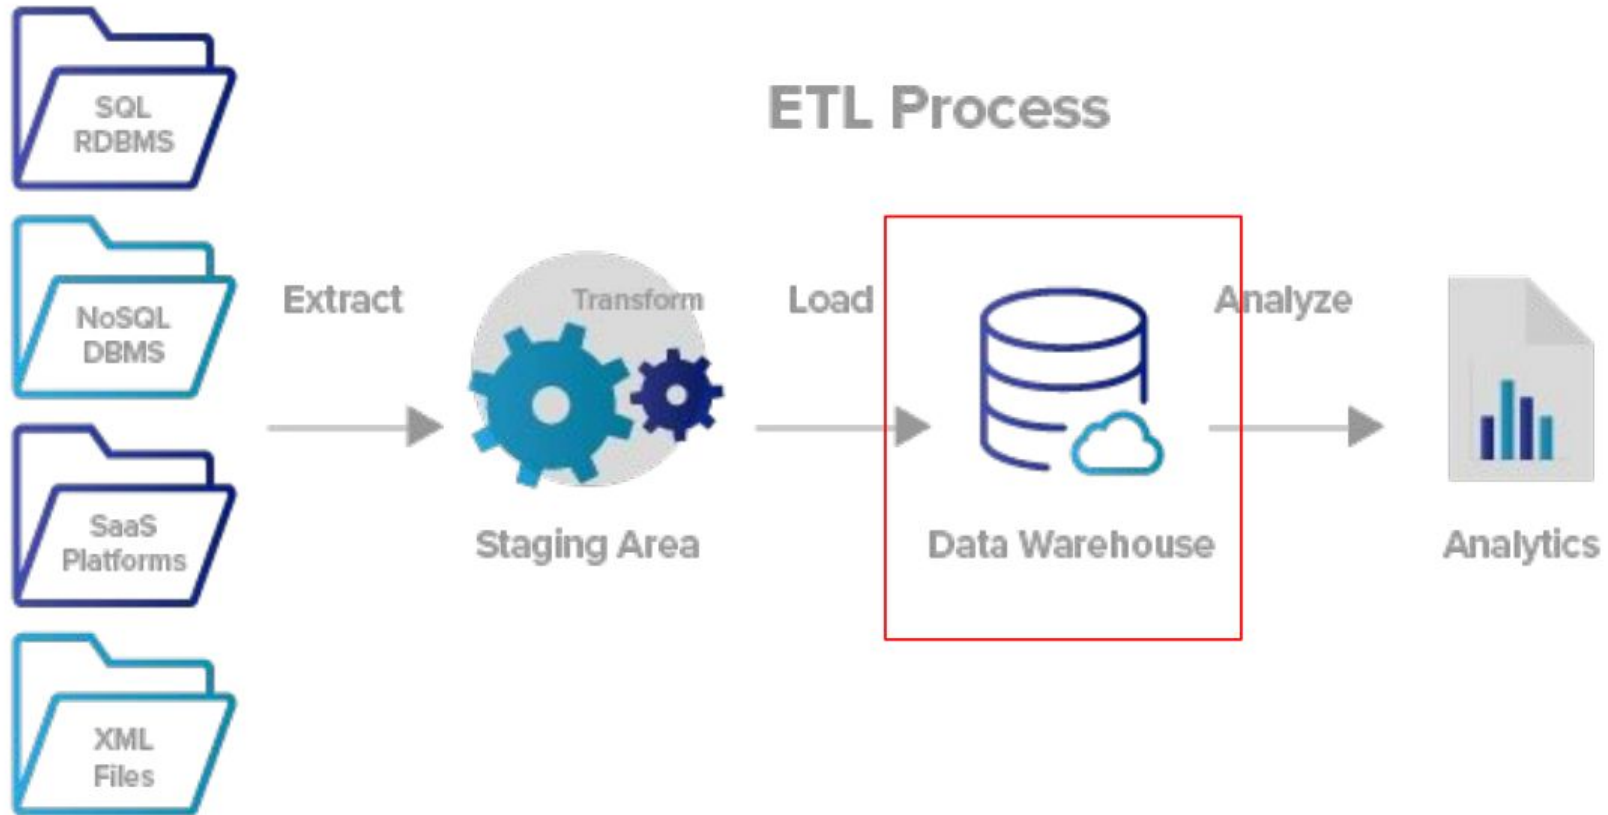 SQL
RDBMS
ETL Process
NoSQL
DBMS
Extract
Transform
Load
Analyze
SaaS
Platforms
Staging Area
Data Warehouse
Analytics
XML
Files